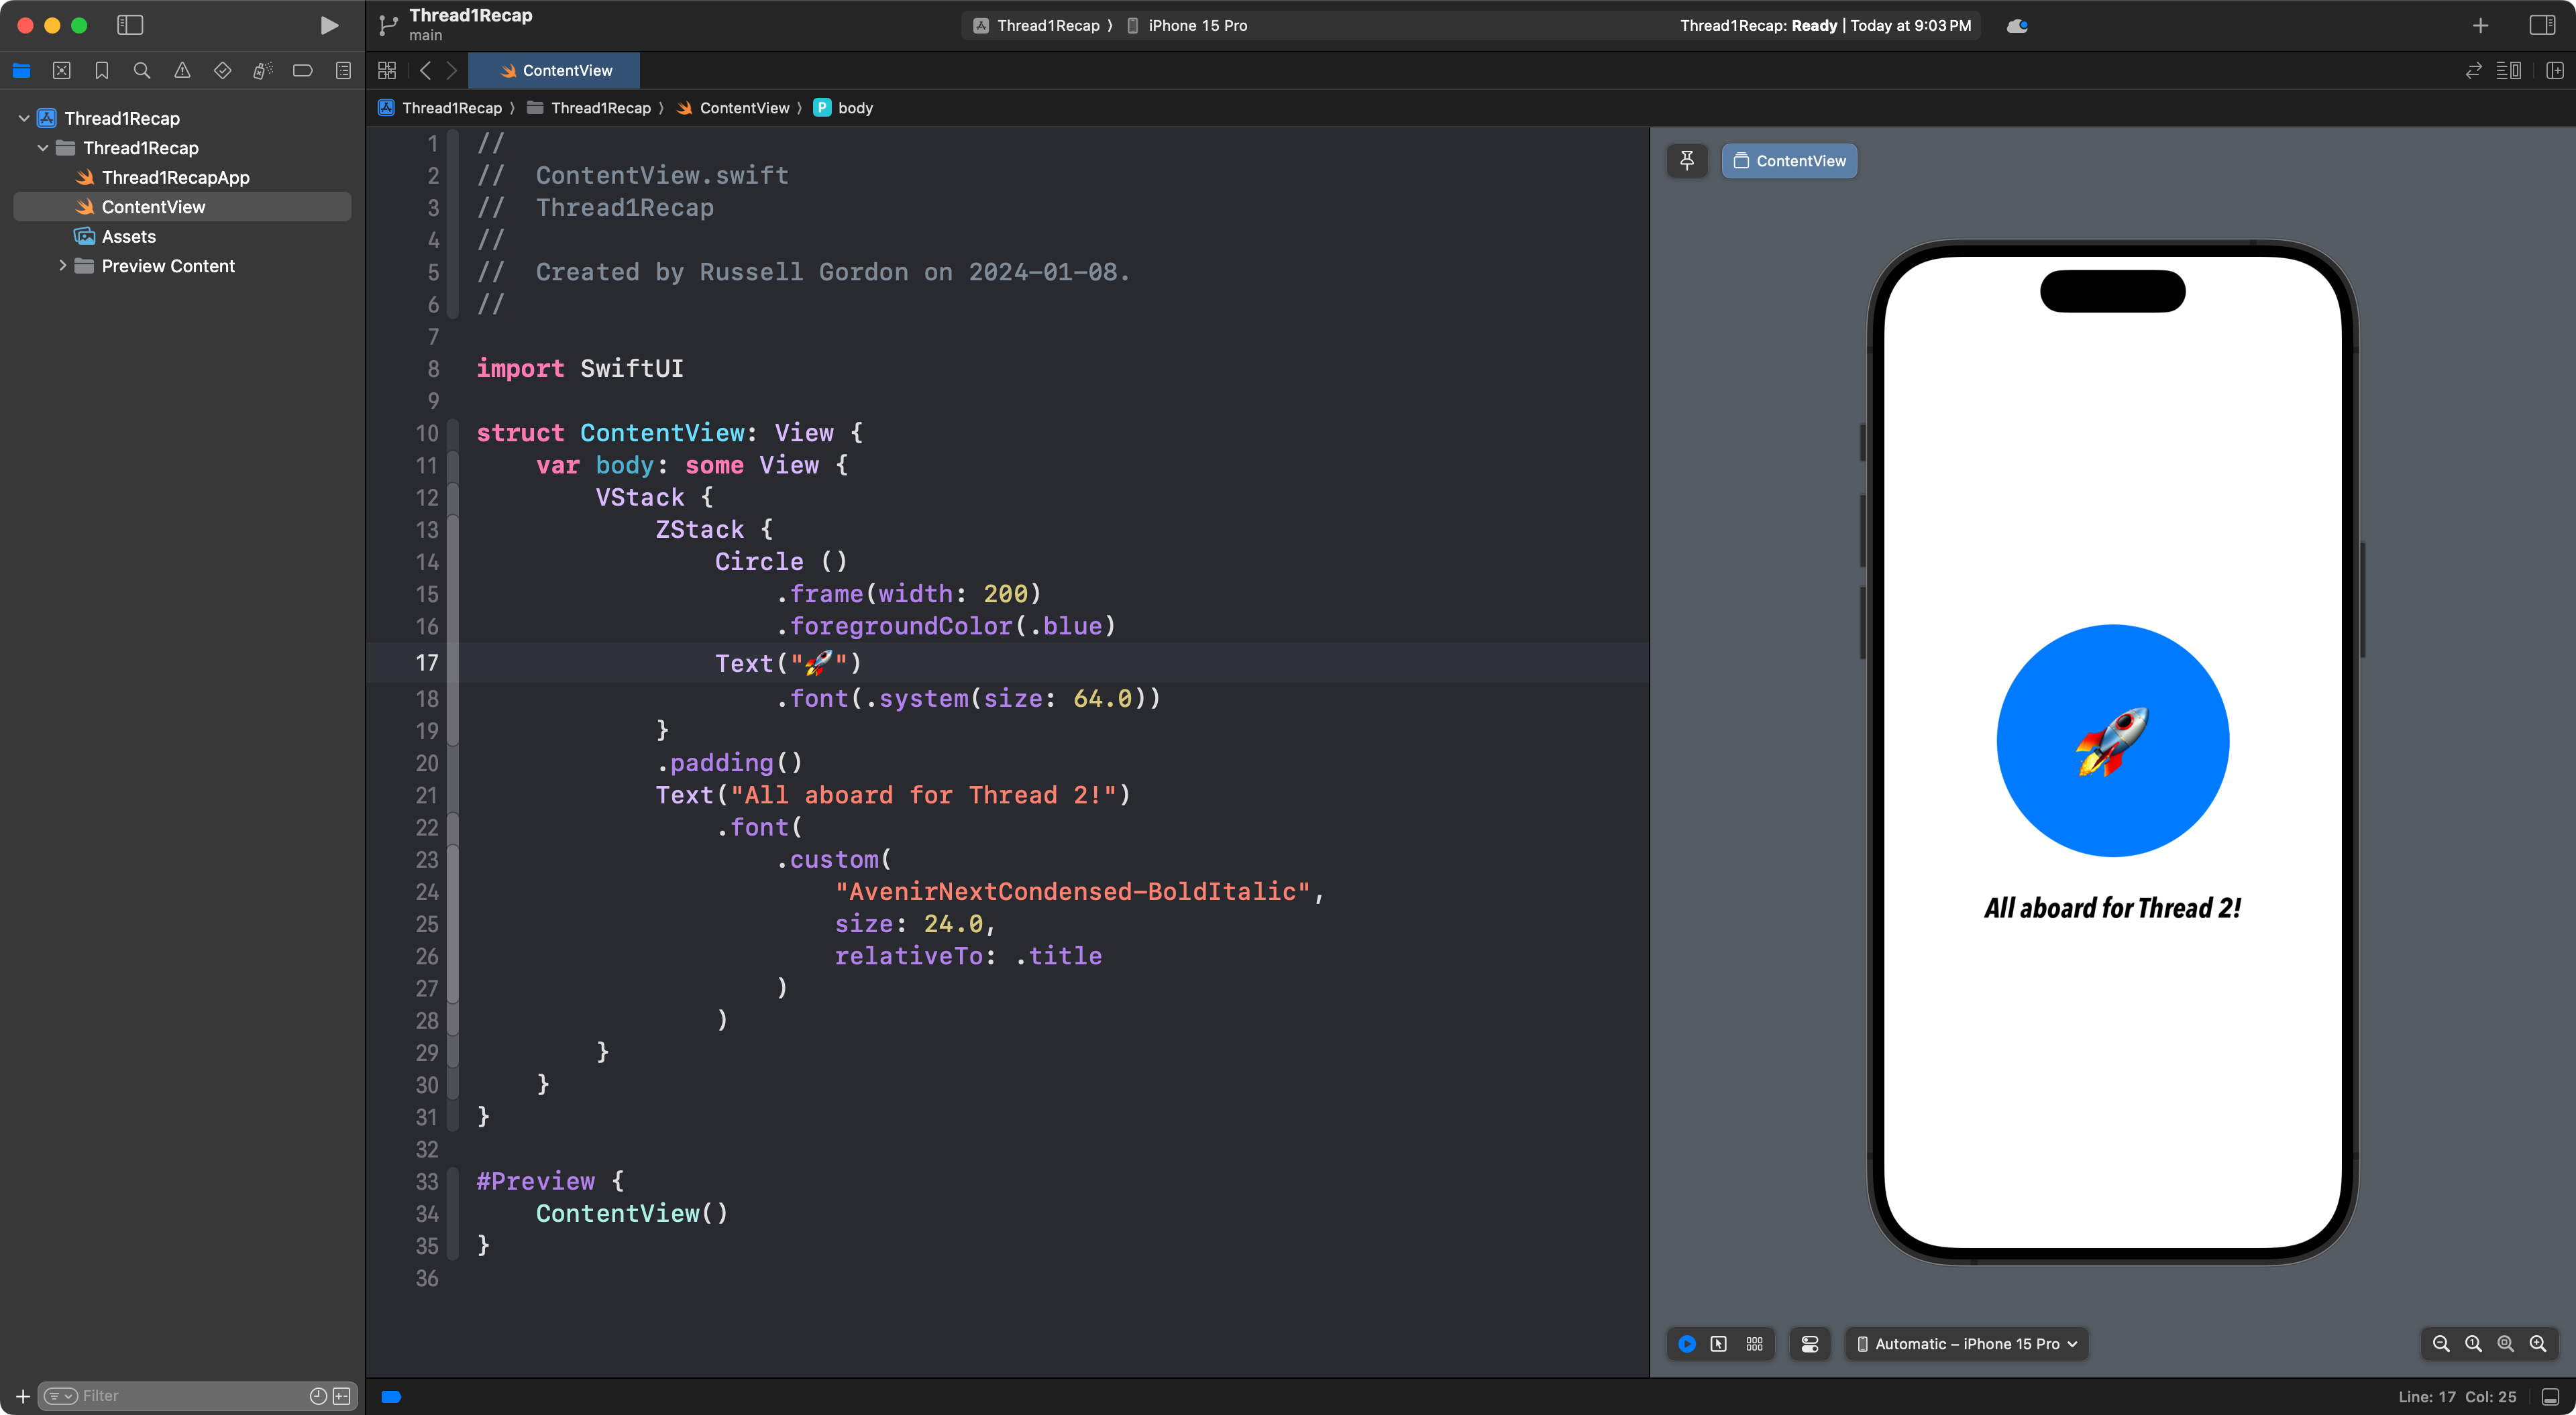 Thread1Recap
main
Thread1Recap 〉 iPhone 15 Pro
Thread1Recap: Ready | Today at 9:03 PM
ContentView
Thread1Recap 〉 Thread1Recap 〉 ContentView 〉 P body
Thread1Recap
Thread1Recap
Thread1RecapApp
ContentView
Assets
Preview Content
1 //
2 //  ContentView.swift
3 //  Thread1Recap
4 //
5 //  Created by Russell Gordon on 2024-01-08.
6 //
7
8 import SwiftUI
9
10 struct ContentView: View {
11     var body: some View {
12         VStack {
13             ZStack {
14                 Circle ()
15                     .frame(width: 200)
16                     .foregroundColor(.blue)
17                 Text("🚀")
18                     .font(.system(size: 64.0))
19             }
20             .padding()
21             Text("All aboard for Thread 2!")
22                 .font(
23                     .custom(
24                         "AvenirNextCondensed-BoldItalic",
25                         size: 24.0,
26                         relativeTo: .title
27                     )
28                 )
29         }
30     }
31 }
32
33 #Preview {
34     ContentView()
35 }
36
ContentView
🚀
All aboard for Thread 2!
Automatic – iPhone 15 Pro
Filter
Line: 17 Col: 25